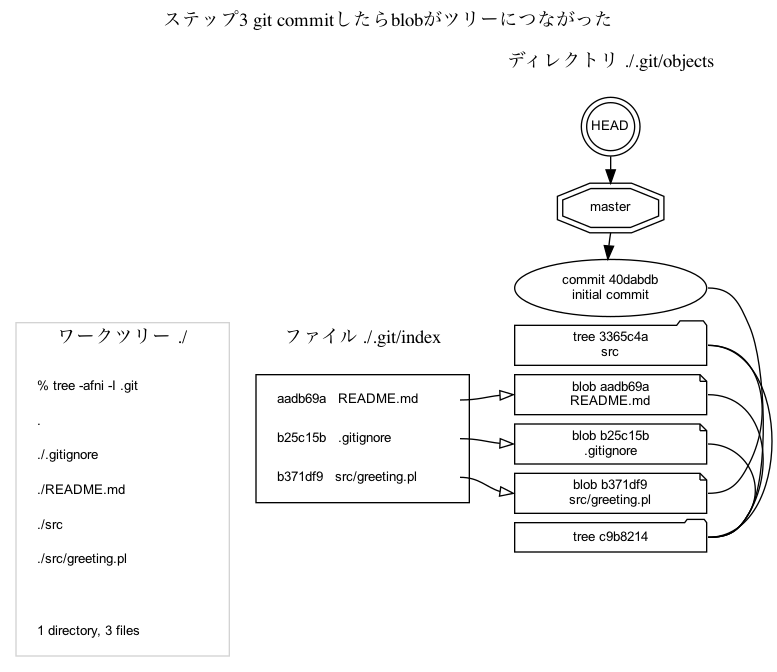 ステップ3 git commitしたらblobがツリーにつながった
ディレクトリ ./.git/objects
HEAD
master
commit 40dabdb
initial commit
ワークツリー ./
% tree -afni -I .git
.
./.gitignore
./README.md
./src
./src/greeting.pl
1 directory, 3 files
ファイル ./.git/index
aadb69a README.md
b25c15b .gitignore
b371df9 src/greeting.pl
tree 3365c4a
src
blob aadb69a
README.md
blob b25c15b
.gitignore
blob b371df9
src/greeting.pl
tree c9b8214